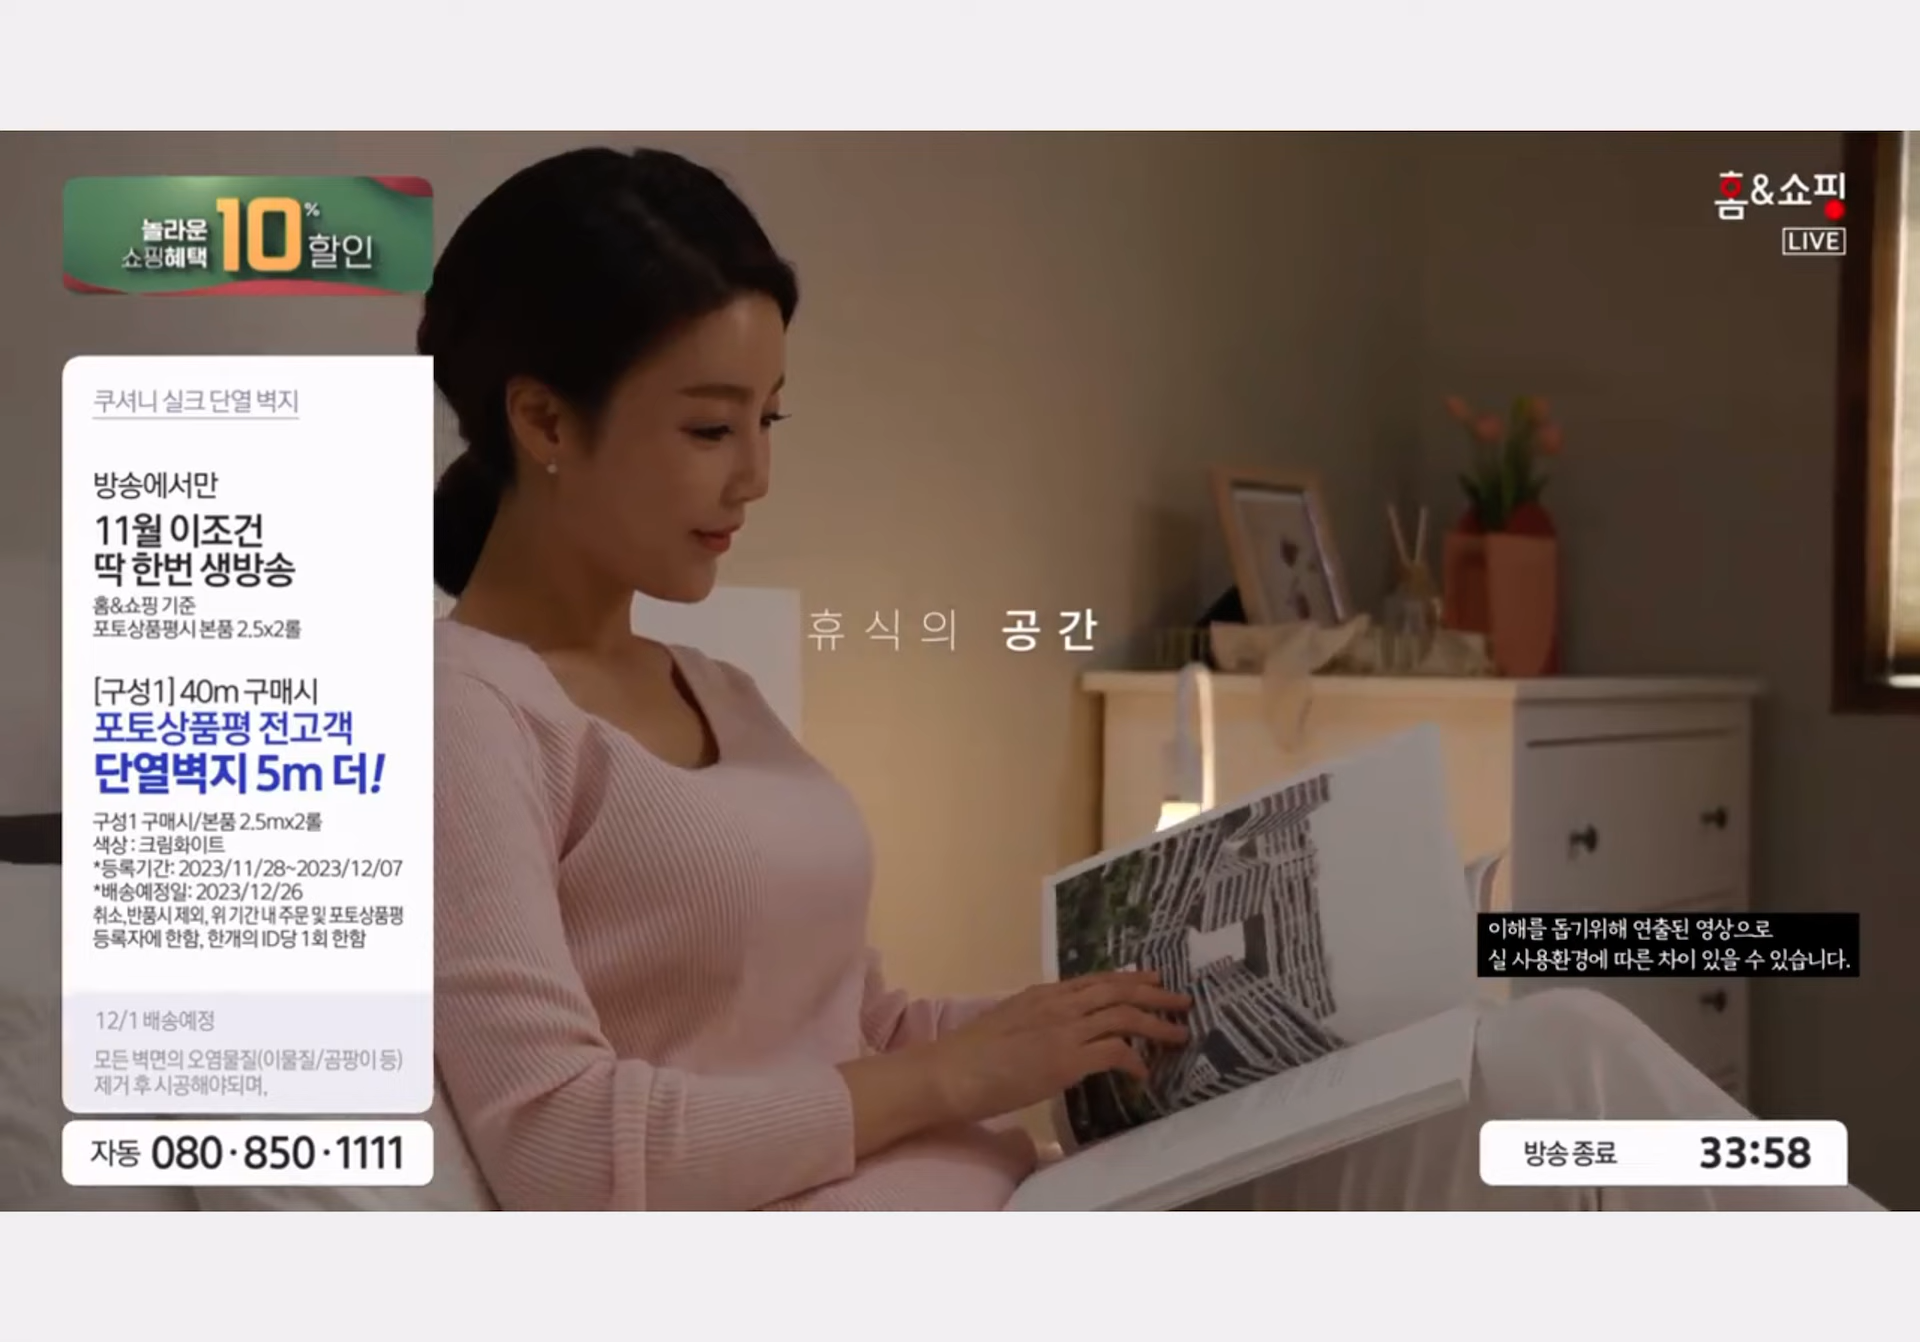 놀라운
쇼핑혜택 10% 할인
홈&쇼핑
LIVE
쿠셔니 실크 단열 벽지
방송에서만
11월 이조건
딱 한번 생방송
홈&쇼핑 기준
포토상품평시 본품 2.5x2롤
[구성1] 40m 구매시
포토상품평 전고객
단열벽지 5m 더!
구성1 구매시/본품 2.5mx2롤
색상 : 크림화이트
*등록기간: 2023/11/28~2023/12/07
*배송예정일: 2023/12/26
취소,반품시 제외, 위 기간 내 주문 및 포토상품평
등록자에 한함, 한개의 ID당 1회 한함
12/1 배송예정
모든 벽면의 오염물질(이물질/곰팡이 등)
제거 후 시공해야되며,
자동 080·850·1111
휴식의 공간
이해를 돕기위해 연출된 영상으로
실 사용환경에 따른 차이 있을 수 있습니다.
방송 종료 33:58